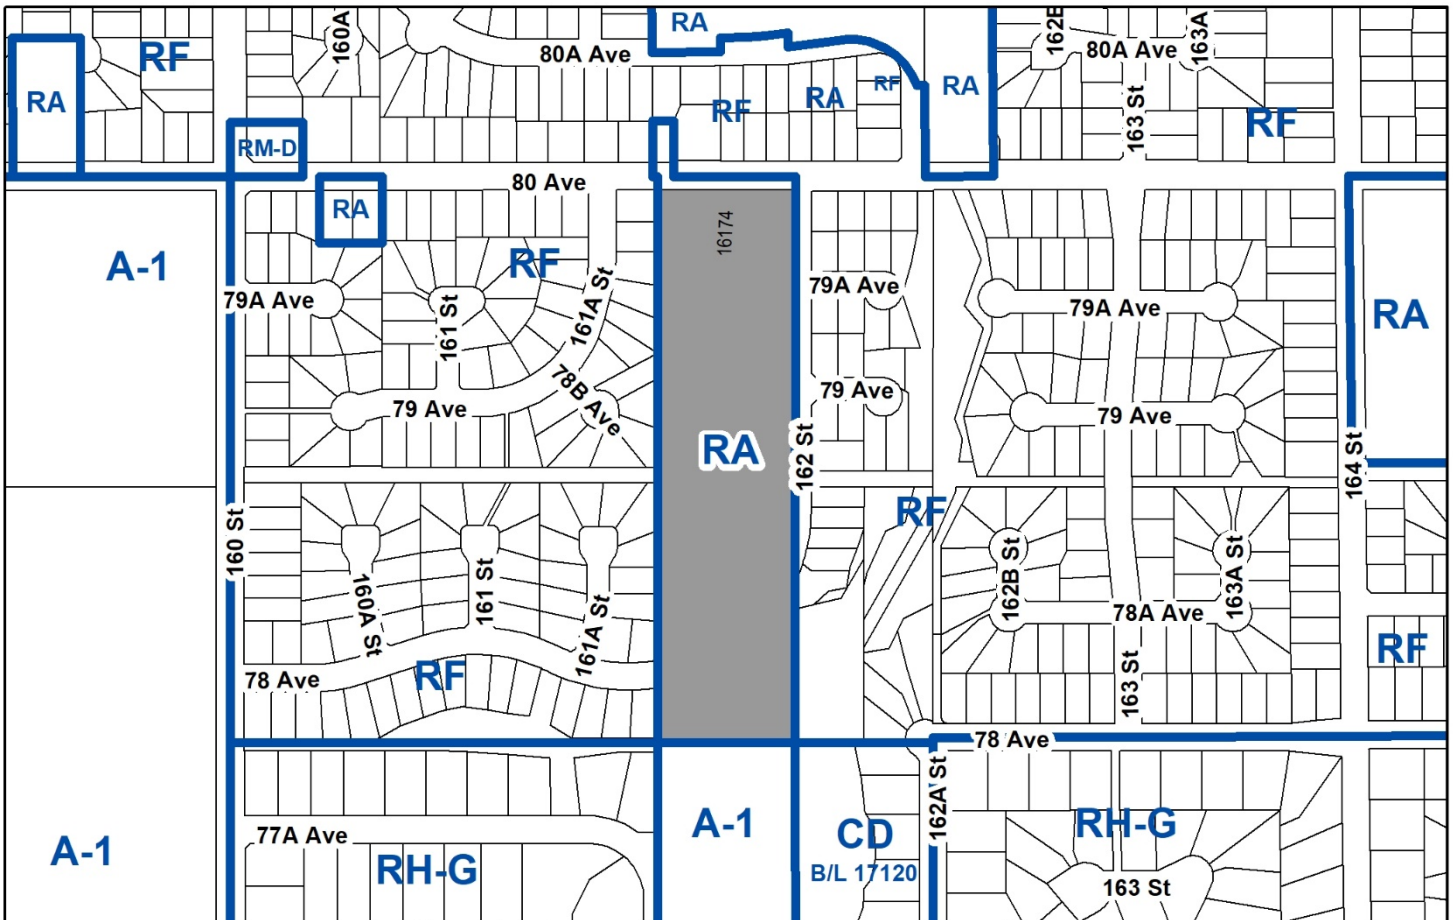 RA
160A
RF
80A Ave
162B
80A Ave
163A
RA
RF
RA
RF
RA
163 St
RF
RM-D
80 Ave
RA
16174
A-1
RF
79A Ave
161 St
161A St
79A Ave
79A Ave
RA
79 Ave
78B Ave
79 Ave
79 Ave
RA
162 St
164 St
160 St
RF
160A St
161 St
161A St
162B St
163A St
78A Ave
RF
78 Ave
RF
163 St
78 Ave
162A St
77A Ave
A-1
A-1
CD
B/L 17120
RH-G
RH-G
163 St